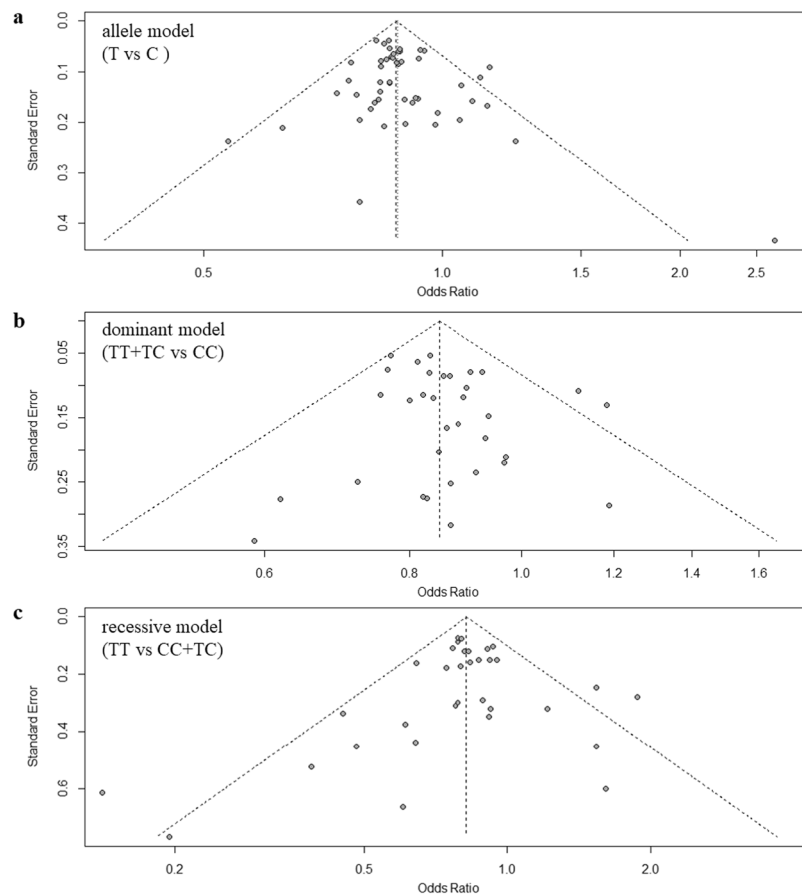 a
allele model
(T vs C )
0.0
0.1
0.2
0.3
0.4
Standard Error
0.5
1.0
1.5
2.0
2.5
Odds Ratio
b
dominant model
(TT+TC vs CC)
0.05
0.15
0.25
0.35
Standard Error
0.6
0.8
1.0
1.2
1.4
1.6
Odds Ratio
c
recessive model
(TT vs CC+TC)
0.0
0.2
0.4
0.6
Standard Error
0.2
0.5
1.0
2.0
Odds Ratio